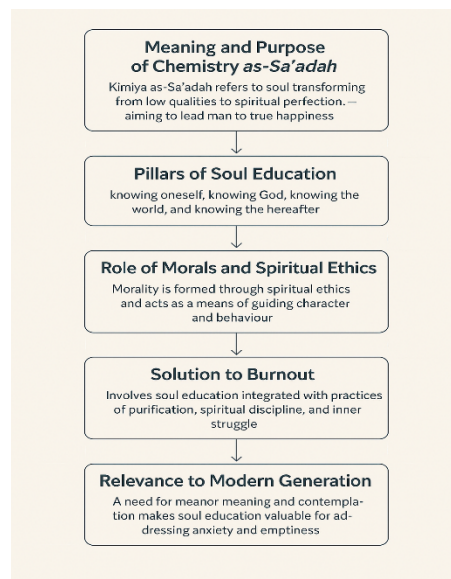 Meaning and Purpose
of Chemistry as-Sa'adah
Kimiya as-Sa'adah refers to soul transforming
from low qualities to spiritual perfection.—
aiming to lead man to true happiness
Pillars of Soul Education
knowing oneself, knowing God, knowing the
world, and knowing the hereafter
Role of Morals and Spiritual Ethics
Morality is formed through spiritual ethics
and acts as a means of guiding character
and behaviour
Solution to Burnout
Involves soul education integrated with practices
of purification, spiritual discipline, and inner
struggle
Relevance to Modern Generation
A need for meanor meaning and contempla-
tion makes soul education valuable for ad-
dressing anxiety and emptiness